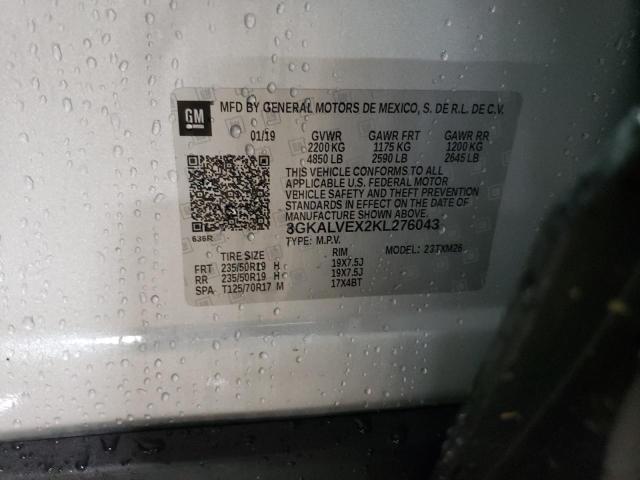 GM
MFD BY GENERAL MOTORS DE MEXICO, S. DE R.L. DE C.V.
01/19 GVWR GAWR FRT GAWR RR
2200 KG 1175 KG 1200 KG
4850 LB 2590 LB 2645 LB
THIS VEHICLE CONFORMS TO ALL
APPLICABLE U.S. FEDERAL MOTOR
VEHICLE SAFETY AND THEFT PREVENTION
STANDARDS IN EFFECT ON THE DATE OF
MANUFACTURE SHOWN ABOVE.
3GKALVEX2KL276043
636R TYPE: M.P.V. MODEL: 23TXM26
TIRE SIZE RIM
FRT 235/50R19 H 19X7.5J
RR 235/50R19 H 19X7.5J
SPA T125/70R17 M 17X4BT